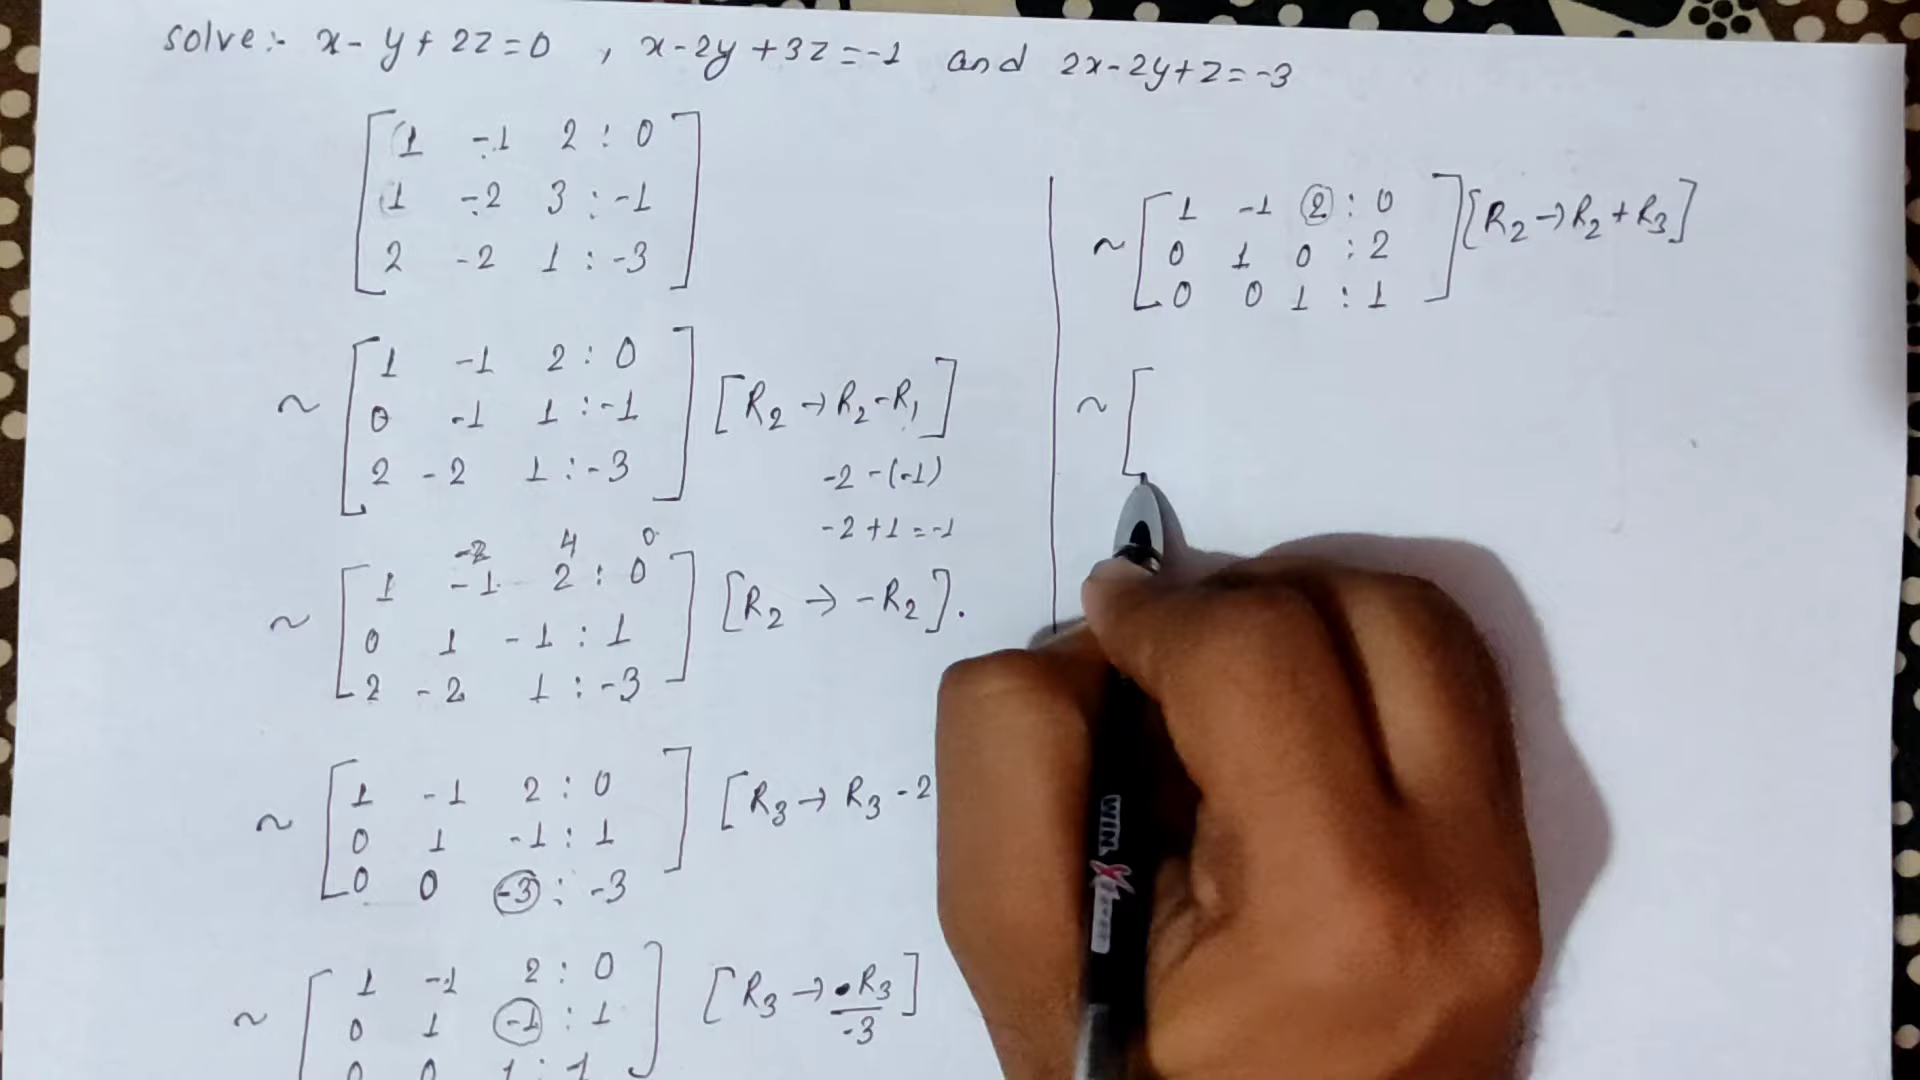 solve:- x - y + 2z = 0 , x - 2y + 3z = -1 and 2x - 2y + z = -3
1 -1 2 : 0
1 -2 3 : -1
2 -2 1 : -3
~ 1 -1 2 : 0
0 -1 1 : -1 [R2 → R2 - R1]
2 -2 1 : -3
-2 - (-1)
-2 + 1 = -1
-2 4 0
~ 1 -1 2 : 0
0 1 -1 : 1 [R2 → -R2].
2 -2 1 : -3
~ 1 -1 2 : 0
0 1 -1 : 1 [R3 → R3 - 2
0 0 -3 : -3
~ 1 -1 2 : 0
0 1 -1 : 1 [R3 → R3/-3]
0 0 1 : 1
~ 1 -1 2 : 0 [R2 → R2 + R3]
0 1 0 : 2
0 0 1 : 1
~ [
WIN